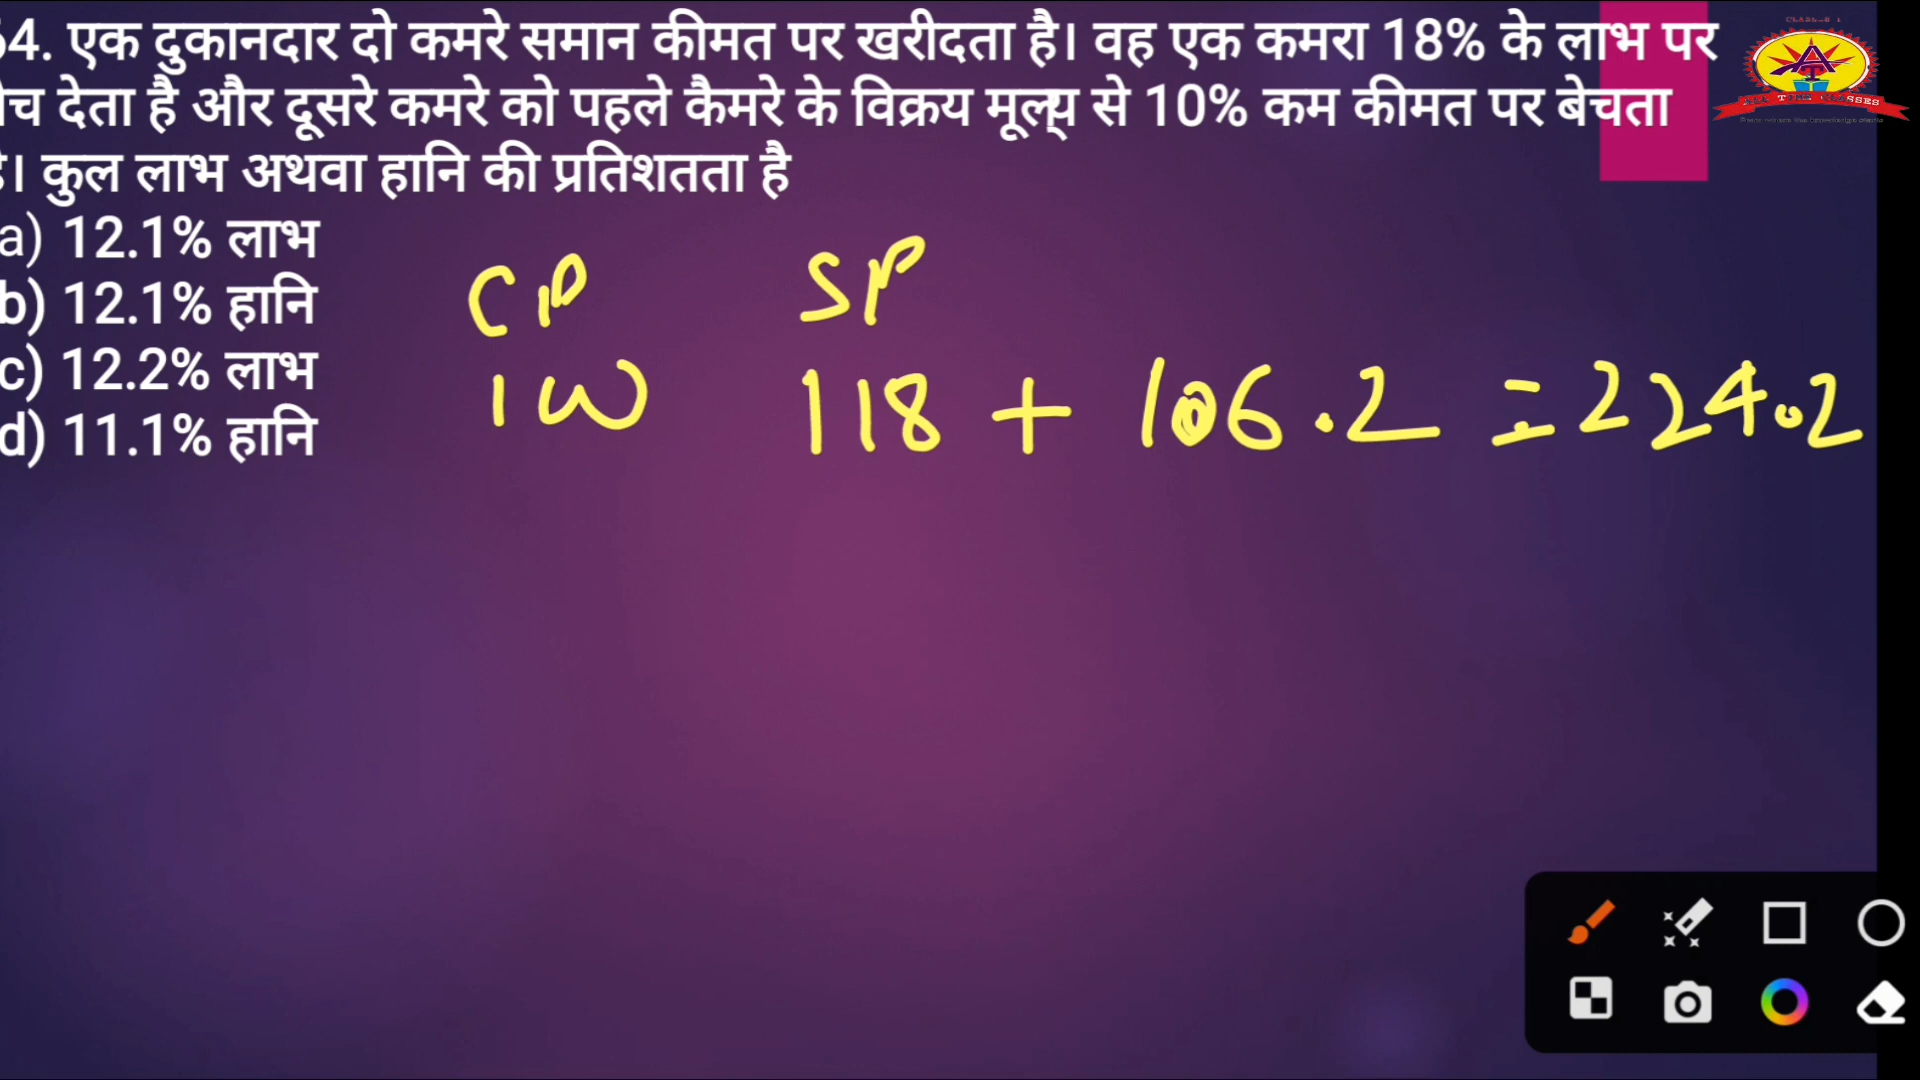 64. एक दुकानदार दो कमरे समान कीमत पर खरीदता है। वह एक कमरा 18% के लाभ पर
देता है और दूसरे कमरे को पहले कैमरे के विक्रय मूल्य से 10% कम कीमत पर बेचता
है। कुल लाभ अथवा हानि की प्रतिशतता है
a) 12.1% लाभ
b) 12.1% हानि
c) 12.2% लाभ
d) 11.1% हानि
CP SP
100 118 + 106.2 = 224.2